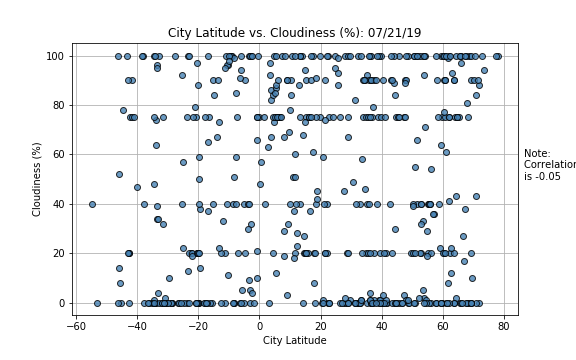 City Latitude vs. Cloudiness (%): 07/21/19
100
80
60
40
20
0
Cloudiness (%)
−60
−40
−20
0
20
40
60
80
City Latitude
Note:
Correlation
is -0.05